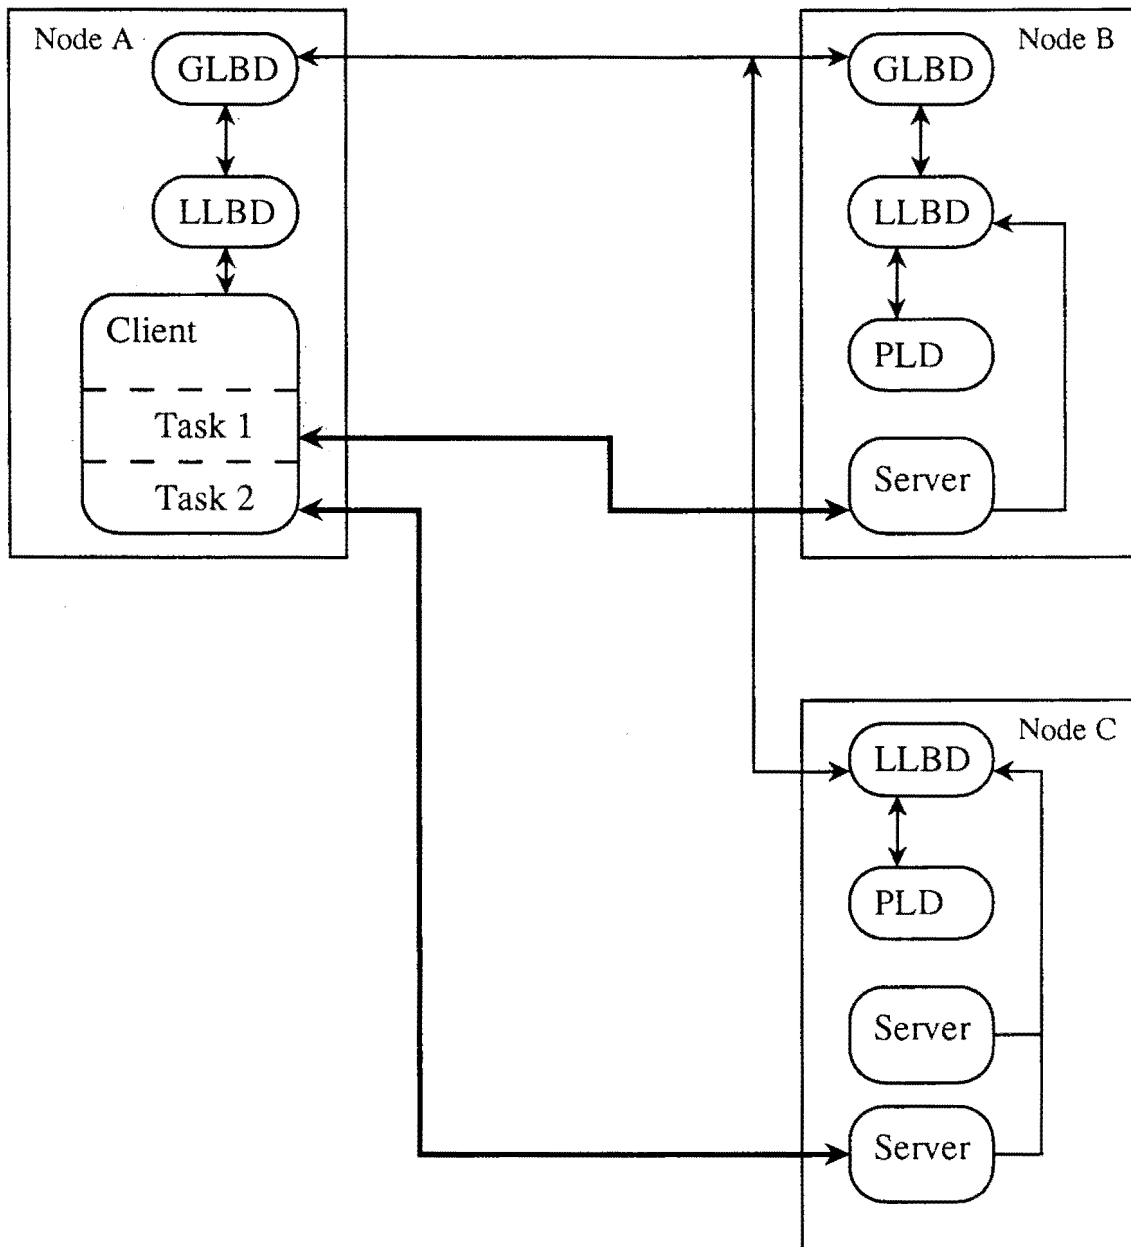 Node A
GLBD
LLBD
Client
Task 1
Task 2
Node B
GLBD
LLBD
PLD
Server
Node C
LLBD
PLD
Server
Server